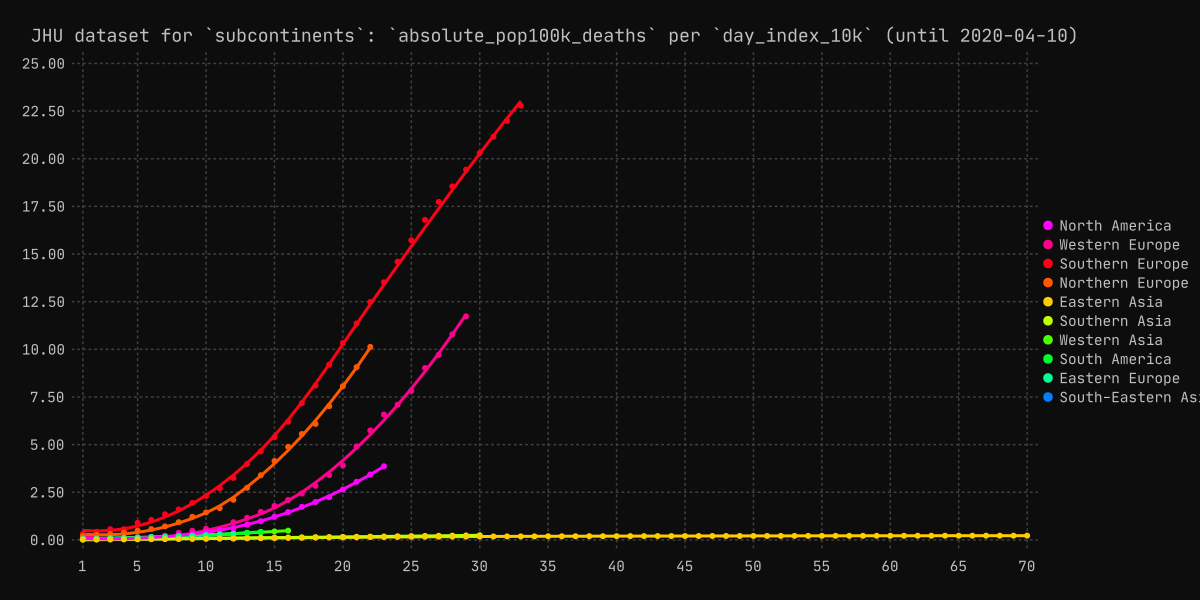 JHU dataset for `subcontinents`: `absolute_pop100k_deaths` per `day_index_10k` (until 2020-04-10)
25.00
22.50
20.00
17.50
15.00
12.50
10.00
7.50
5.00
2.50
0.00
1 5 10 15 20 25 30 35 40 45 50 55 60 65 70
North America
Western Europe
Southern Europe
Northern Europe
Eastern Asia
Southern Asia
Western Asia
South America
Eastern Europe
South-Eastern Asi